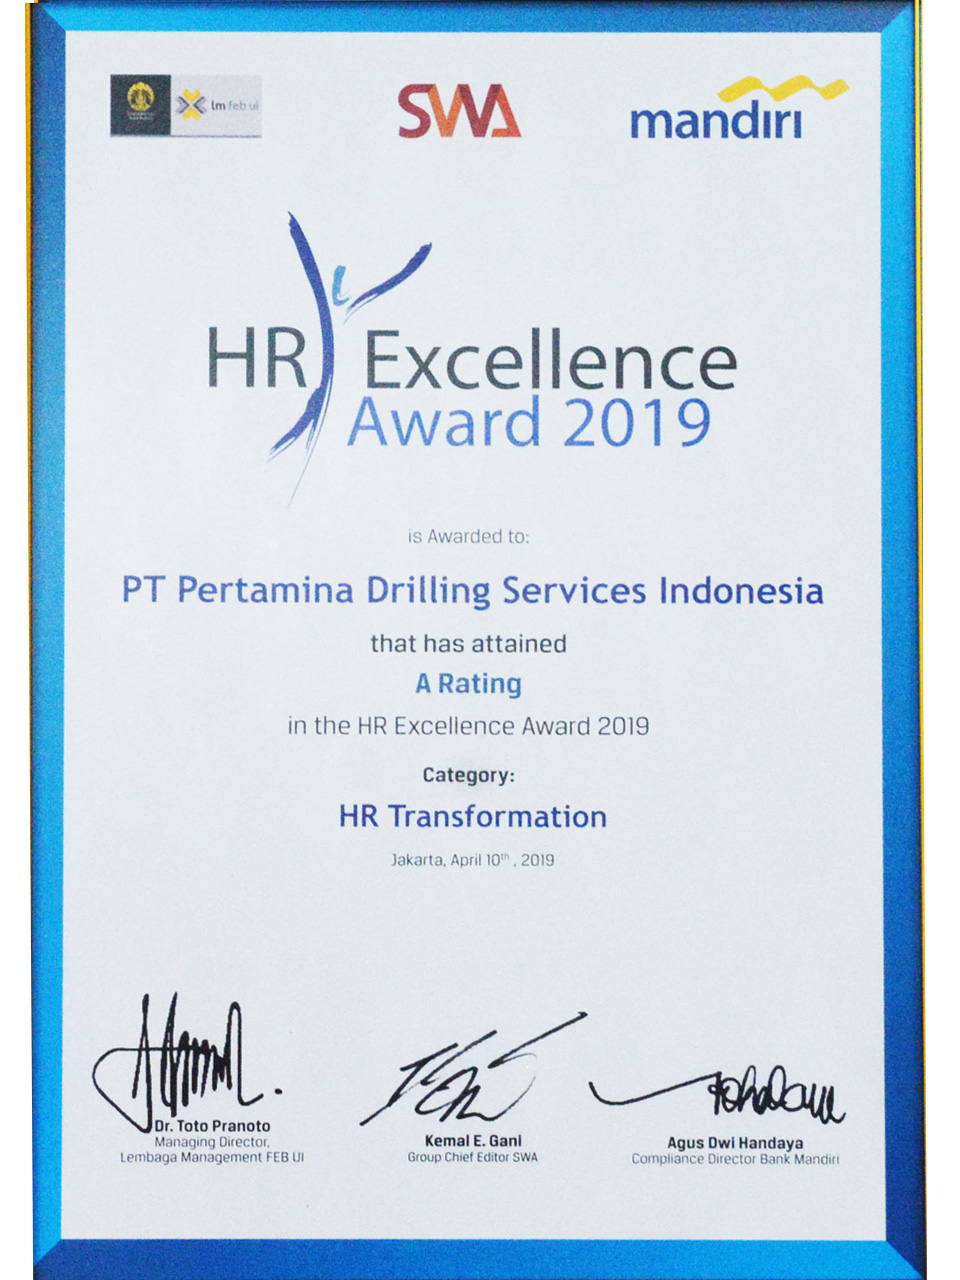 lm feb ui
SWA
mandiri
HR Excellence
Award 2019
is Awarded to:
PT Pertamina Drilling Services Indonesia
that has attained
A Rating
in the HR Excellence Award 2019
Category:
HR Transformation
Jakarta, April 10th , 2019
Dr. Toto Pranoto
Managing Director,
Lembaga Management FEB UI
Kemal E. Gani
Group Chief Editor SWA
Agus Dwi Handaya
Compliance Director Bank Mandiri